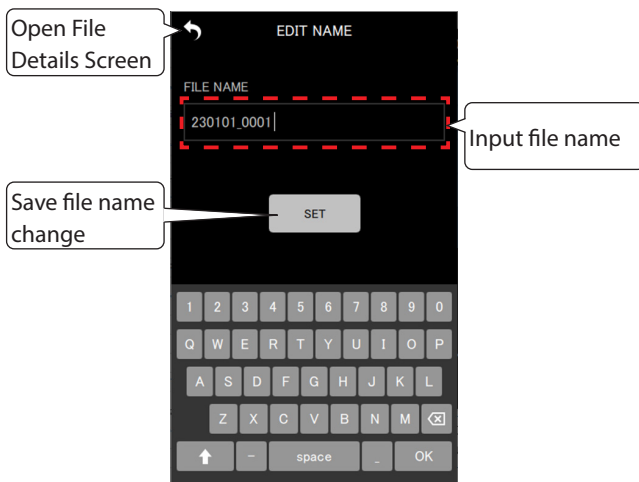 Open File
Details Screen
EDIT NAME
FILE NAME
230101_0001
Input file name
Save file name
change
SET
1 2 3 4 5 6 7 8 9 0
Q W E R T Y U I O P
A S D F G H J K L
Z X C V B N M
- space _ OK